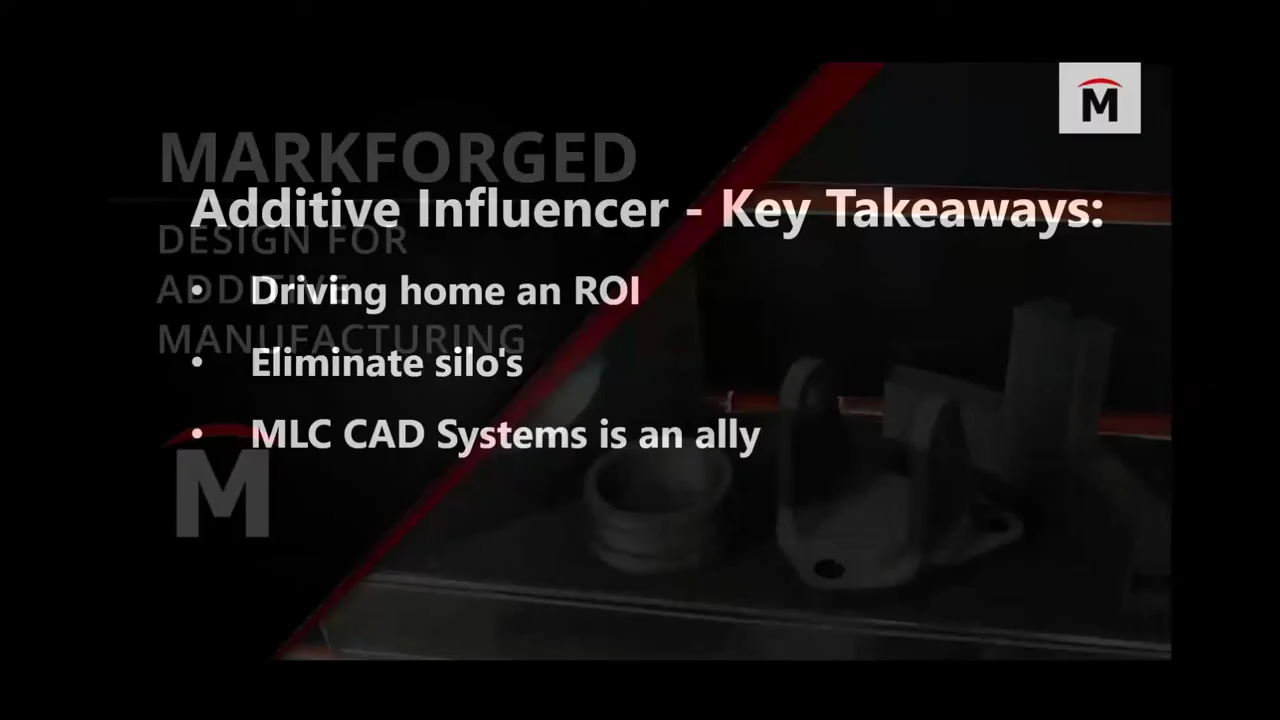 MARKFORGED
Additive Influencer - Key Takeaways:
DESIGN FOR
ADDITIVE
• Driving home an ROI
MANUFACTURING
• Eliminate silo's
• MLC CAD Systems is an ally
M
M